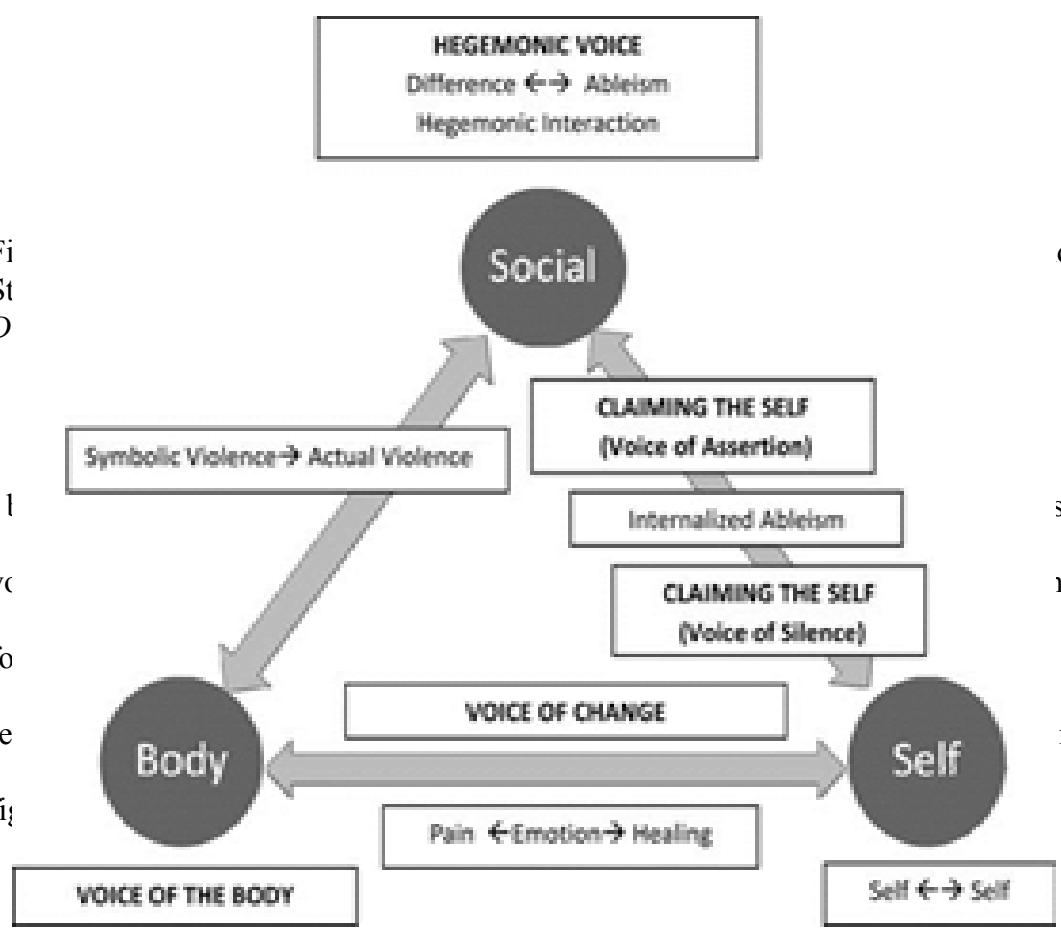 HEGEMONIC VOICE
Difference ←→ Ableism
Hegemonic Interaction
Social
CLAIMING THE SELF
(Voice of Assertion)
Symbolic Violence→ Actual Violence
Internalized Ableism
CLAIMING THE SELF
(Voice of Silence)
VOICE OF CHANGE
Body
Self
Pain ←Emotion→ Healing
VOICE OF THE BODY
Self ←→ Self